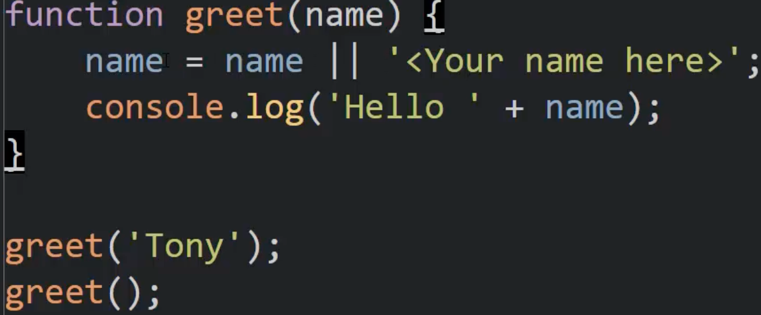 function greet(name) {
    name = name || '<Your name here>';
    console.log('Hello ' + name);
}

greet('Tony');
greet();